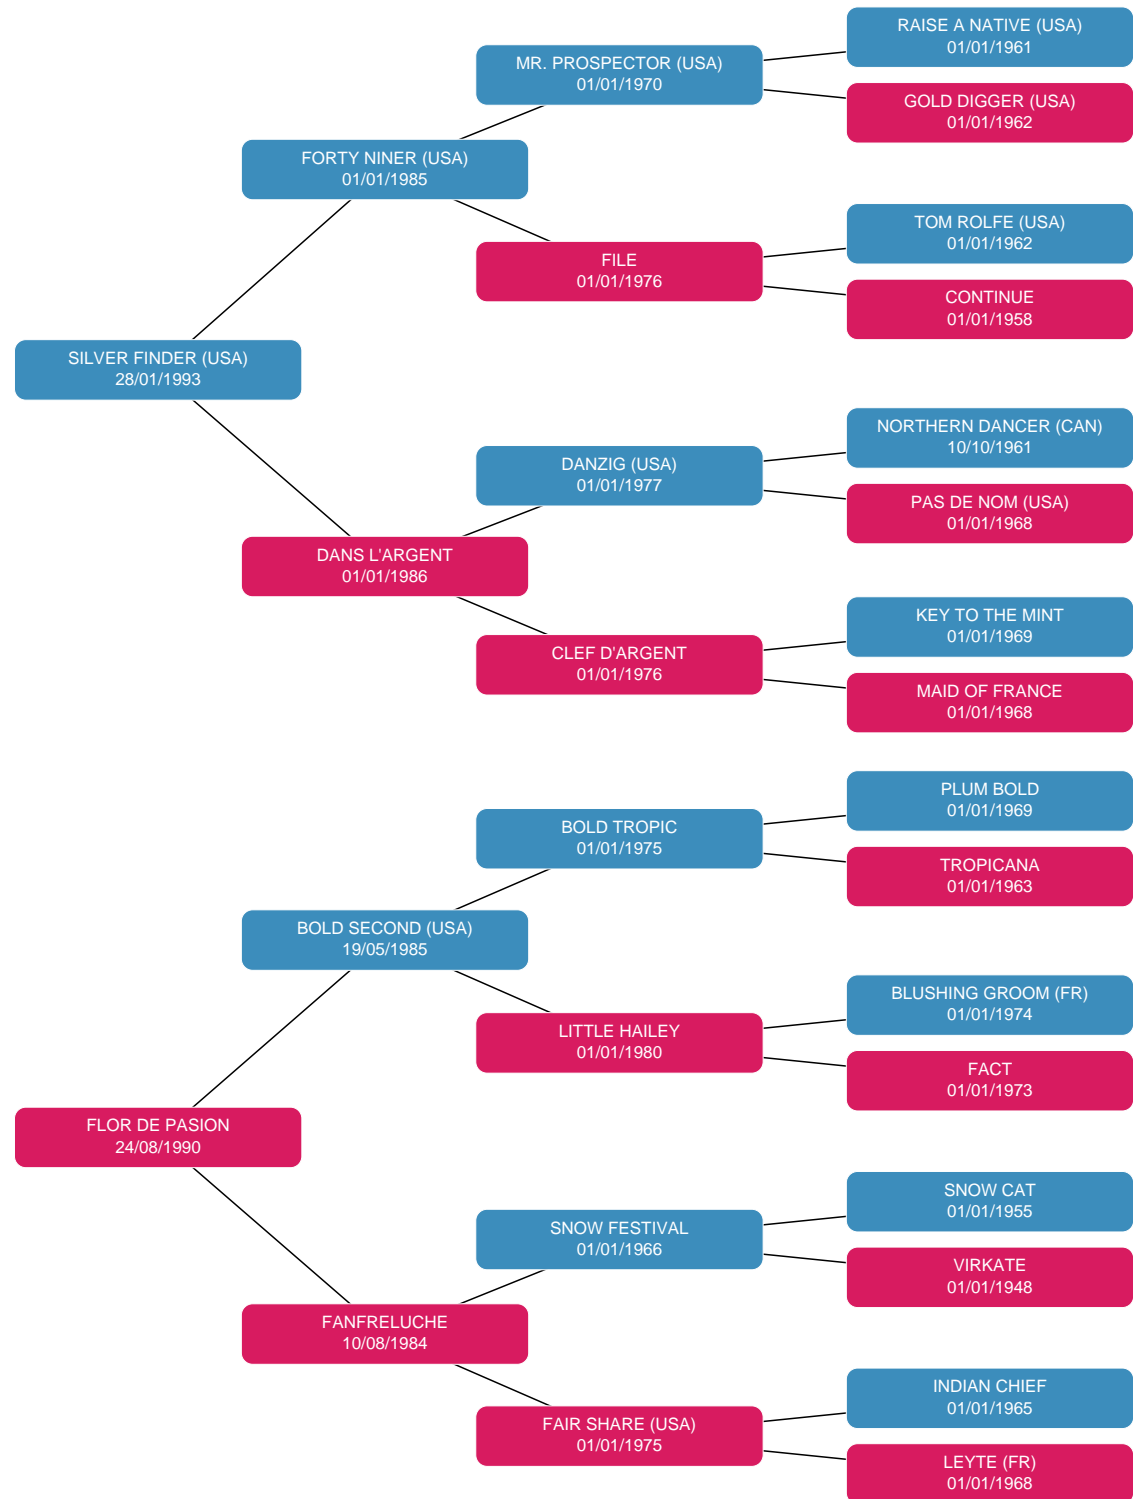 RAISE A NATIVE (USA)
01/01/1961
MR. PROSPECTOR (USA)
01/01/1970
GOLD DIGGER (USA)
01/01/1962
FORTY NINER (USA)
01/01/1985
TOM ROLFE (USA)
01/01/1962
FILE
01/01/1976
CONTINUE
01/01/1958
SILVER FINDER (USA)
28/01/1993
NORTHERN DANCER (CAN)
10/10/1961
DANZIG (USA)
01/01/1977
PAS DE NOM (USA)
01/01/1968
DANS L'ARGENT
01/01/1986
KEY TO THE MINT
01/01/1969
CLEF D'ARGENT
01/01/1976
MAID OF FRANCE
01/01/1968
PLUM BOLD
01/01/1969
BOLD TROPIC
01/01/1975
TROPICANA
01/01/1963
BOLD SECOND (USA)
19/05/1985
BLUSHING GROOM (FR)
01/01/1974
LITTLE HAILEY
01/01/1980
FACT
01/01/1973
FLOR DE PASION
24/08/1990
SNOW CAT
01/01/1955
SNOW FESTIVAL
01/01/1966
VIRKATE
01/01/1948
FANFRELUCHE
10/08/1984
INDIAN CHIEF
01/01/1965
FAIR SHARE (USA)
01/01/1975
LEYTE (FR)
01/01/1968